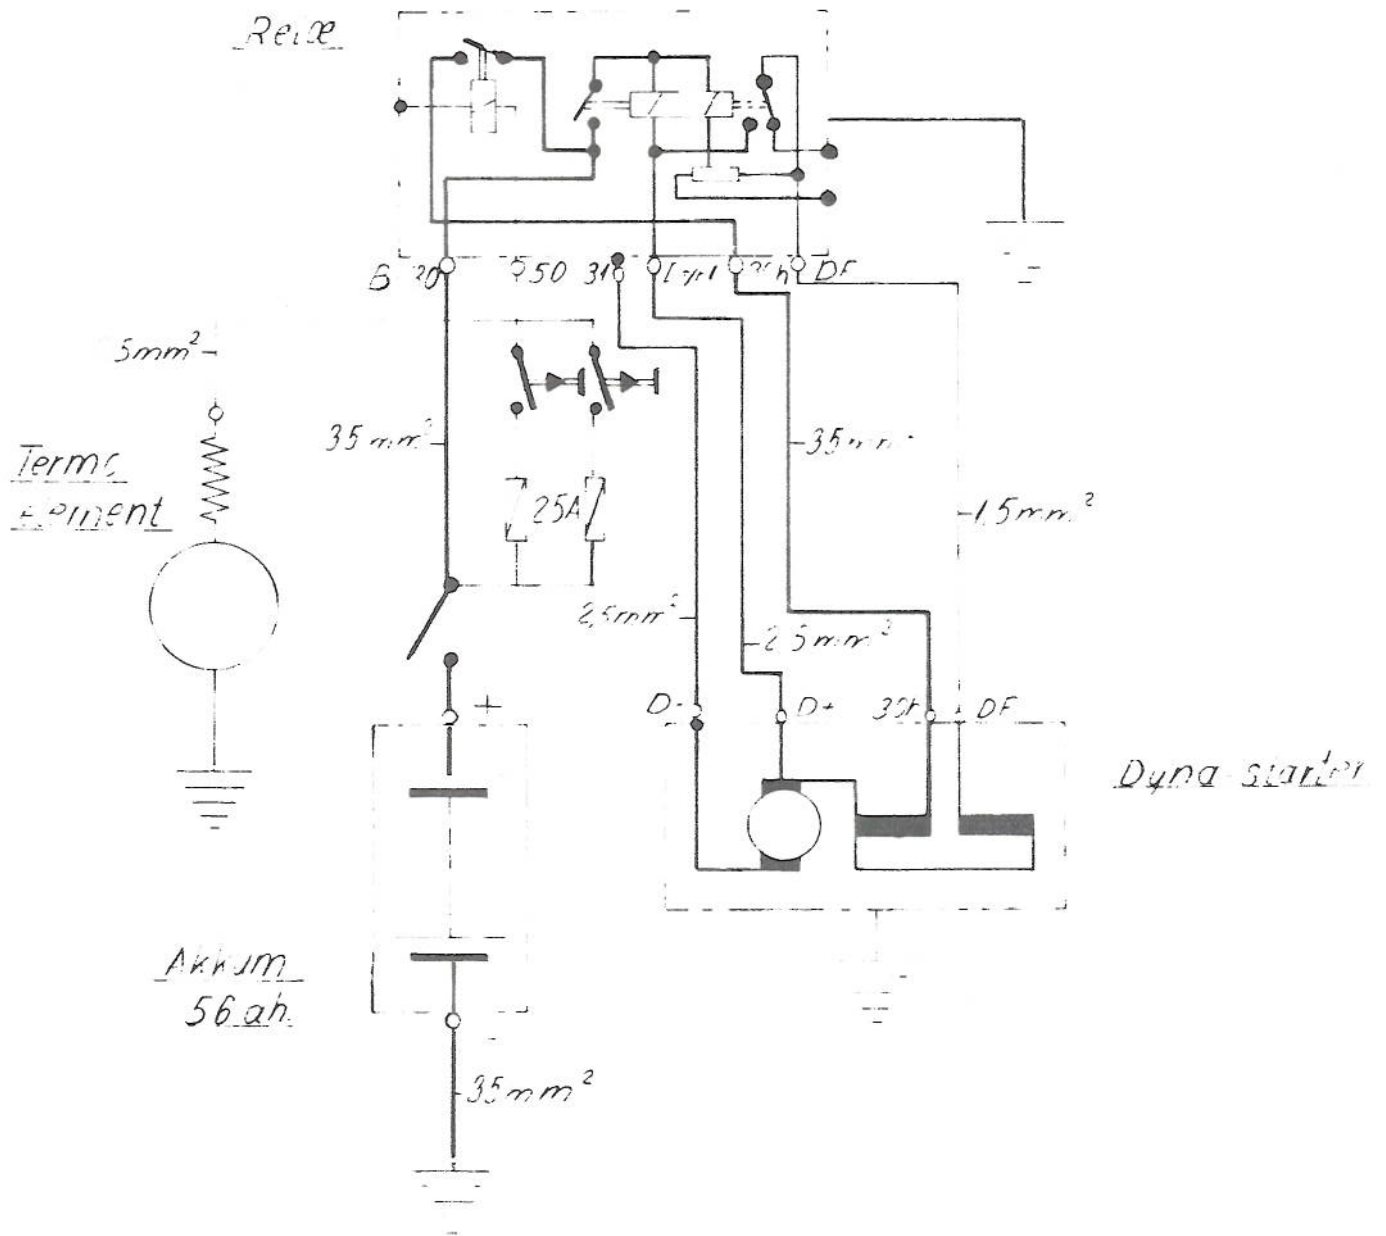 Relæ
B 30
50
31
DF
5mm²
35mm²
35mm²
Termo
element
25A
1,5mm²
2,5mm²
2,5mm²
D-
D+
30h
DF
+
Dyna starter
Akkum
56 ah.
-
35mm²